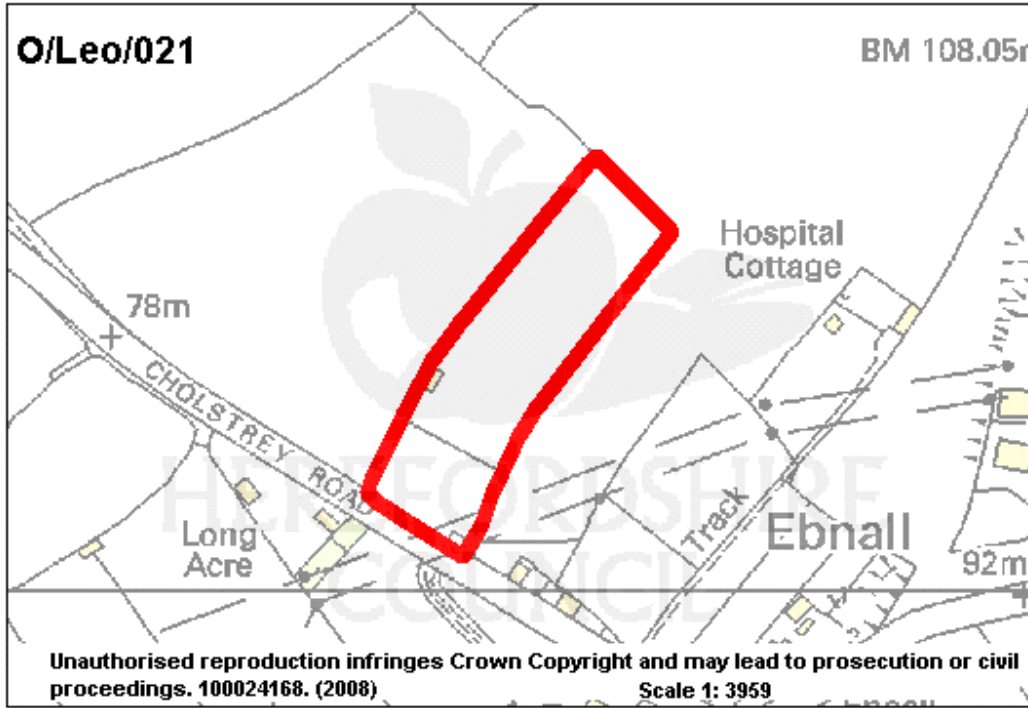 O/Leo/021
BM 108.05
78m
Hospital
Cottage
CHOLSTREY ROAD
HEREFORDSHIRE
COUNCIL
Long
Acre
Track
Ebnall
92m
Unauthorised reproduction infringes Crown Copyright and may lead to prosecution or civil
proceedings. 100024168. (2008)
Scale 1: 3959